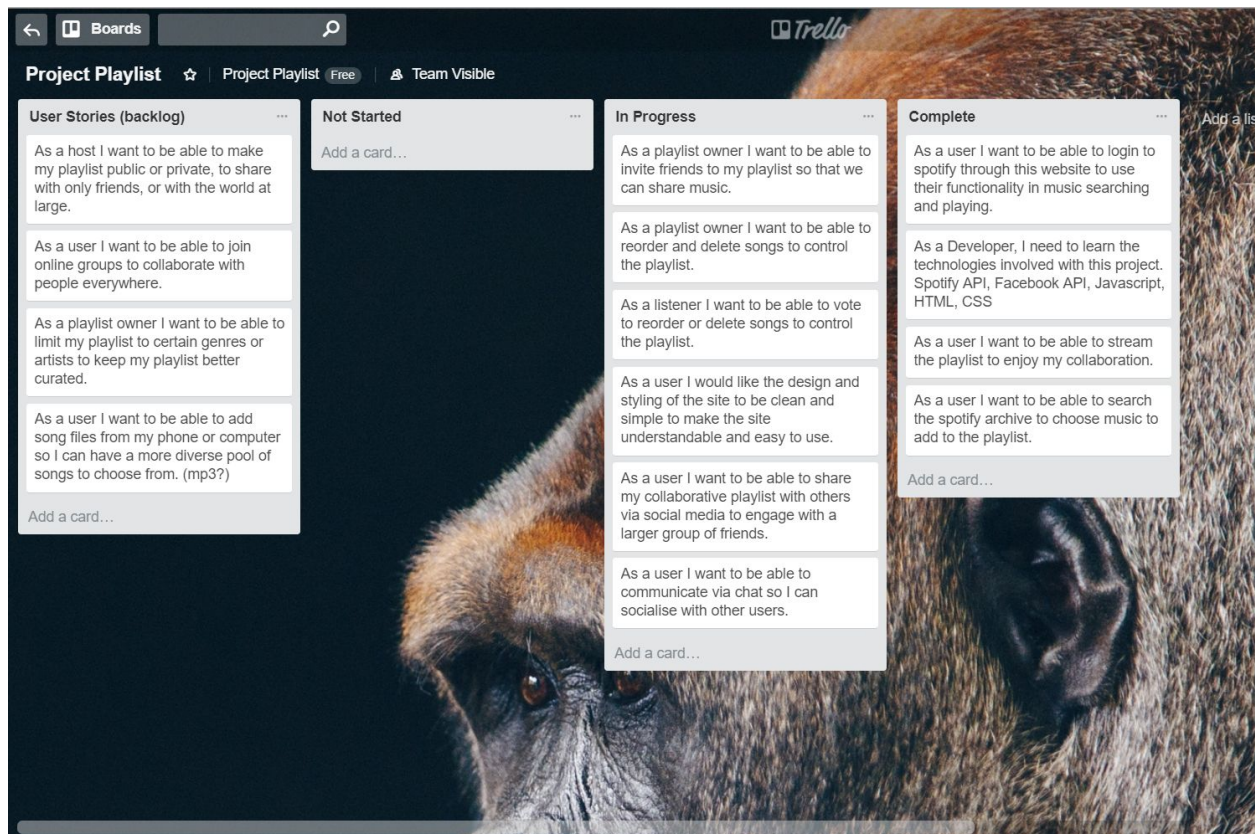 Boards
Trello
Project Playlist
Project Playlist Free
Team Visible
User Stories (backlog)
As a host I want to be able to make
my playlist public or private, to share
with only friends, or with the world at
large.
As a user I want to be able to join
online groups to collaborate with
people everywhere.
As a playlist owner I want to be able to
limit my playlist to certain genres or
artists to keep my playlist better
curated.
As a user I want to be able to add
song files from my phone or computer
so I can have a more diverse pool of
songs to choose from. (mp3?)
Add a card…
Not Started
Add a card…
In Progress
As a playlist owner I want to be able to
invite friends to my playlist so that we
can share music.
As a playlist owner I want to be able to
reorder and delete songs to control
the playlist.
As a listener I want to be able to vote
to reorder or delete songs to control
the playlist.
As a user I would like the design and
styling of the site to be clean and
simple to make the site
understandable and easy to use.
As a user I want to be able to share
my collaborative playlist with others
via social media to engage with a
larger group of friends.
As a user I want to be able to
communicate via chat so I can
socialise with other users.
Add a card…
Complete
As a user I want to be able to login to
spotify through this website to use
their functionality in music searching
and playing.
As a Developer, I need to learn the
technologies involved with this project.
Spotify API, Facebook API, Javascript,
HTML, CSS
As a user I want to be able to stream
the playlist to enjoy my collaboration.
As a user I want to be able to search
the spotify archive to choose music to
add to the playlist.
Add a card…
Add a lis